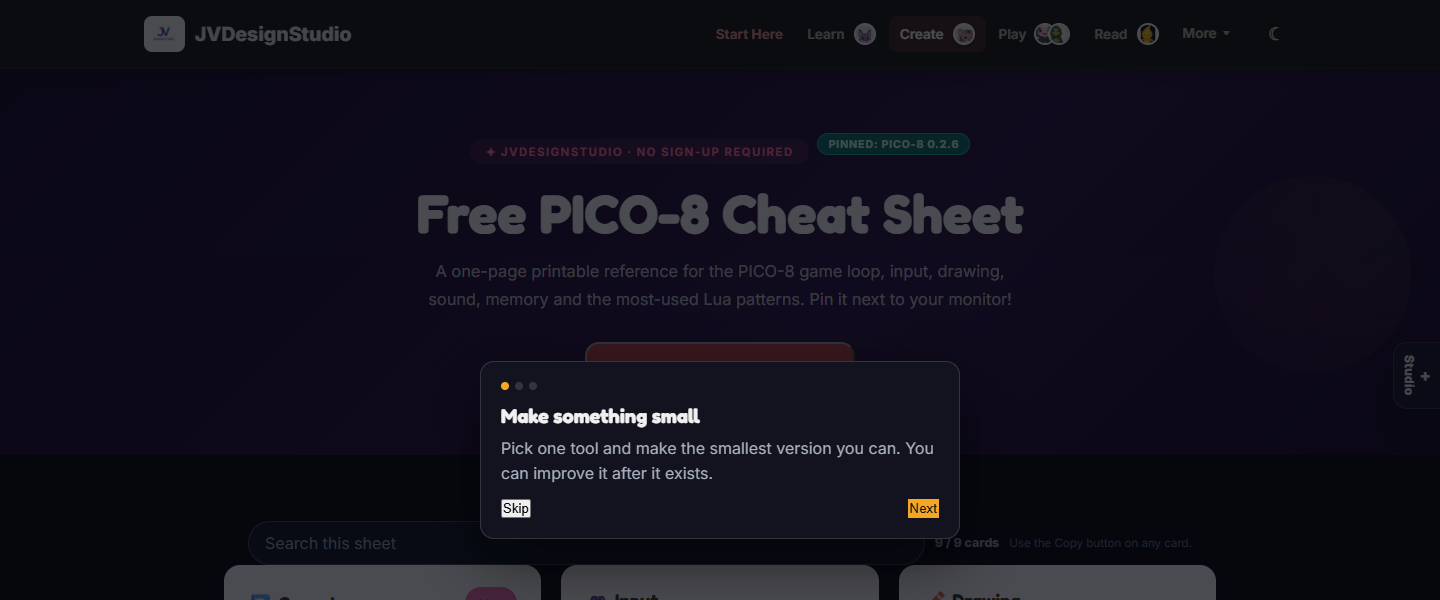 JV
JVDesignStudio
Start Here
Learn
Create
Play
Read
More
✦ JVDESIGNSTUDIO · NO SIGN-UP REQUIRED
PINNED: PICO-8 0.2.6
Free PICO-8 Cheat Sheet
A one-page printable reference for the PICO-8 game loop, input, drawing,
sound, memory and the most-used Lua patterns. Pin it next to your monitor!
Studio +
Make something small
Pick one tool and make the smallest version you can. You
can improve it after it exists.
Skip
Next
Search this sheet
9 / 9 cards
Use the Copy button on any card.
Input
Drawing